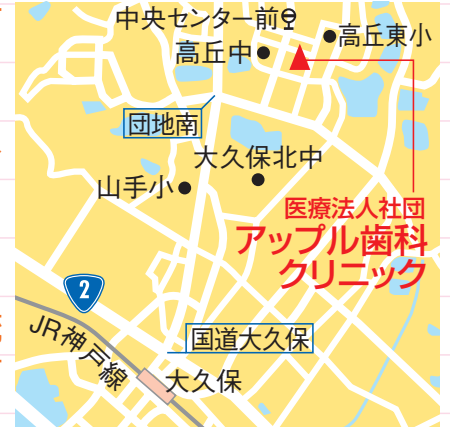 中央センター前
高丘中
高丘東小
団地南
大久保北中
山手小
医療法人社団
アップル歯科
クリニック
2
国道大久保
JR神戸線
大久保